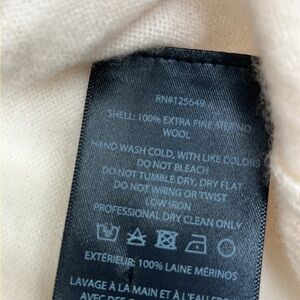 RN#125649
SHELL: 100% EXTRA FINE MERINO
WOOL
HAND WASH COLD, WITH LIKE COLORS
DO NOT BLEACH
DO NOT TUMBLE DRY, DRY FLAT
DO NOT WRING OR TWIST
LOW IRON
PROFESSIONAL DRY CLEAN ONLY
EXTÉRIEUR: 100% LAINE MÉRINOS
LAVAGE À LA MAIN ET À L'EAU
AVEC DES